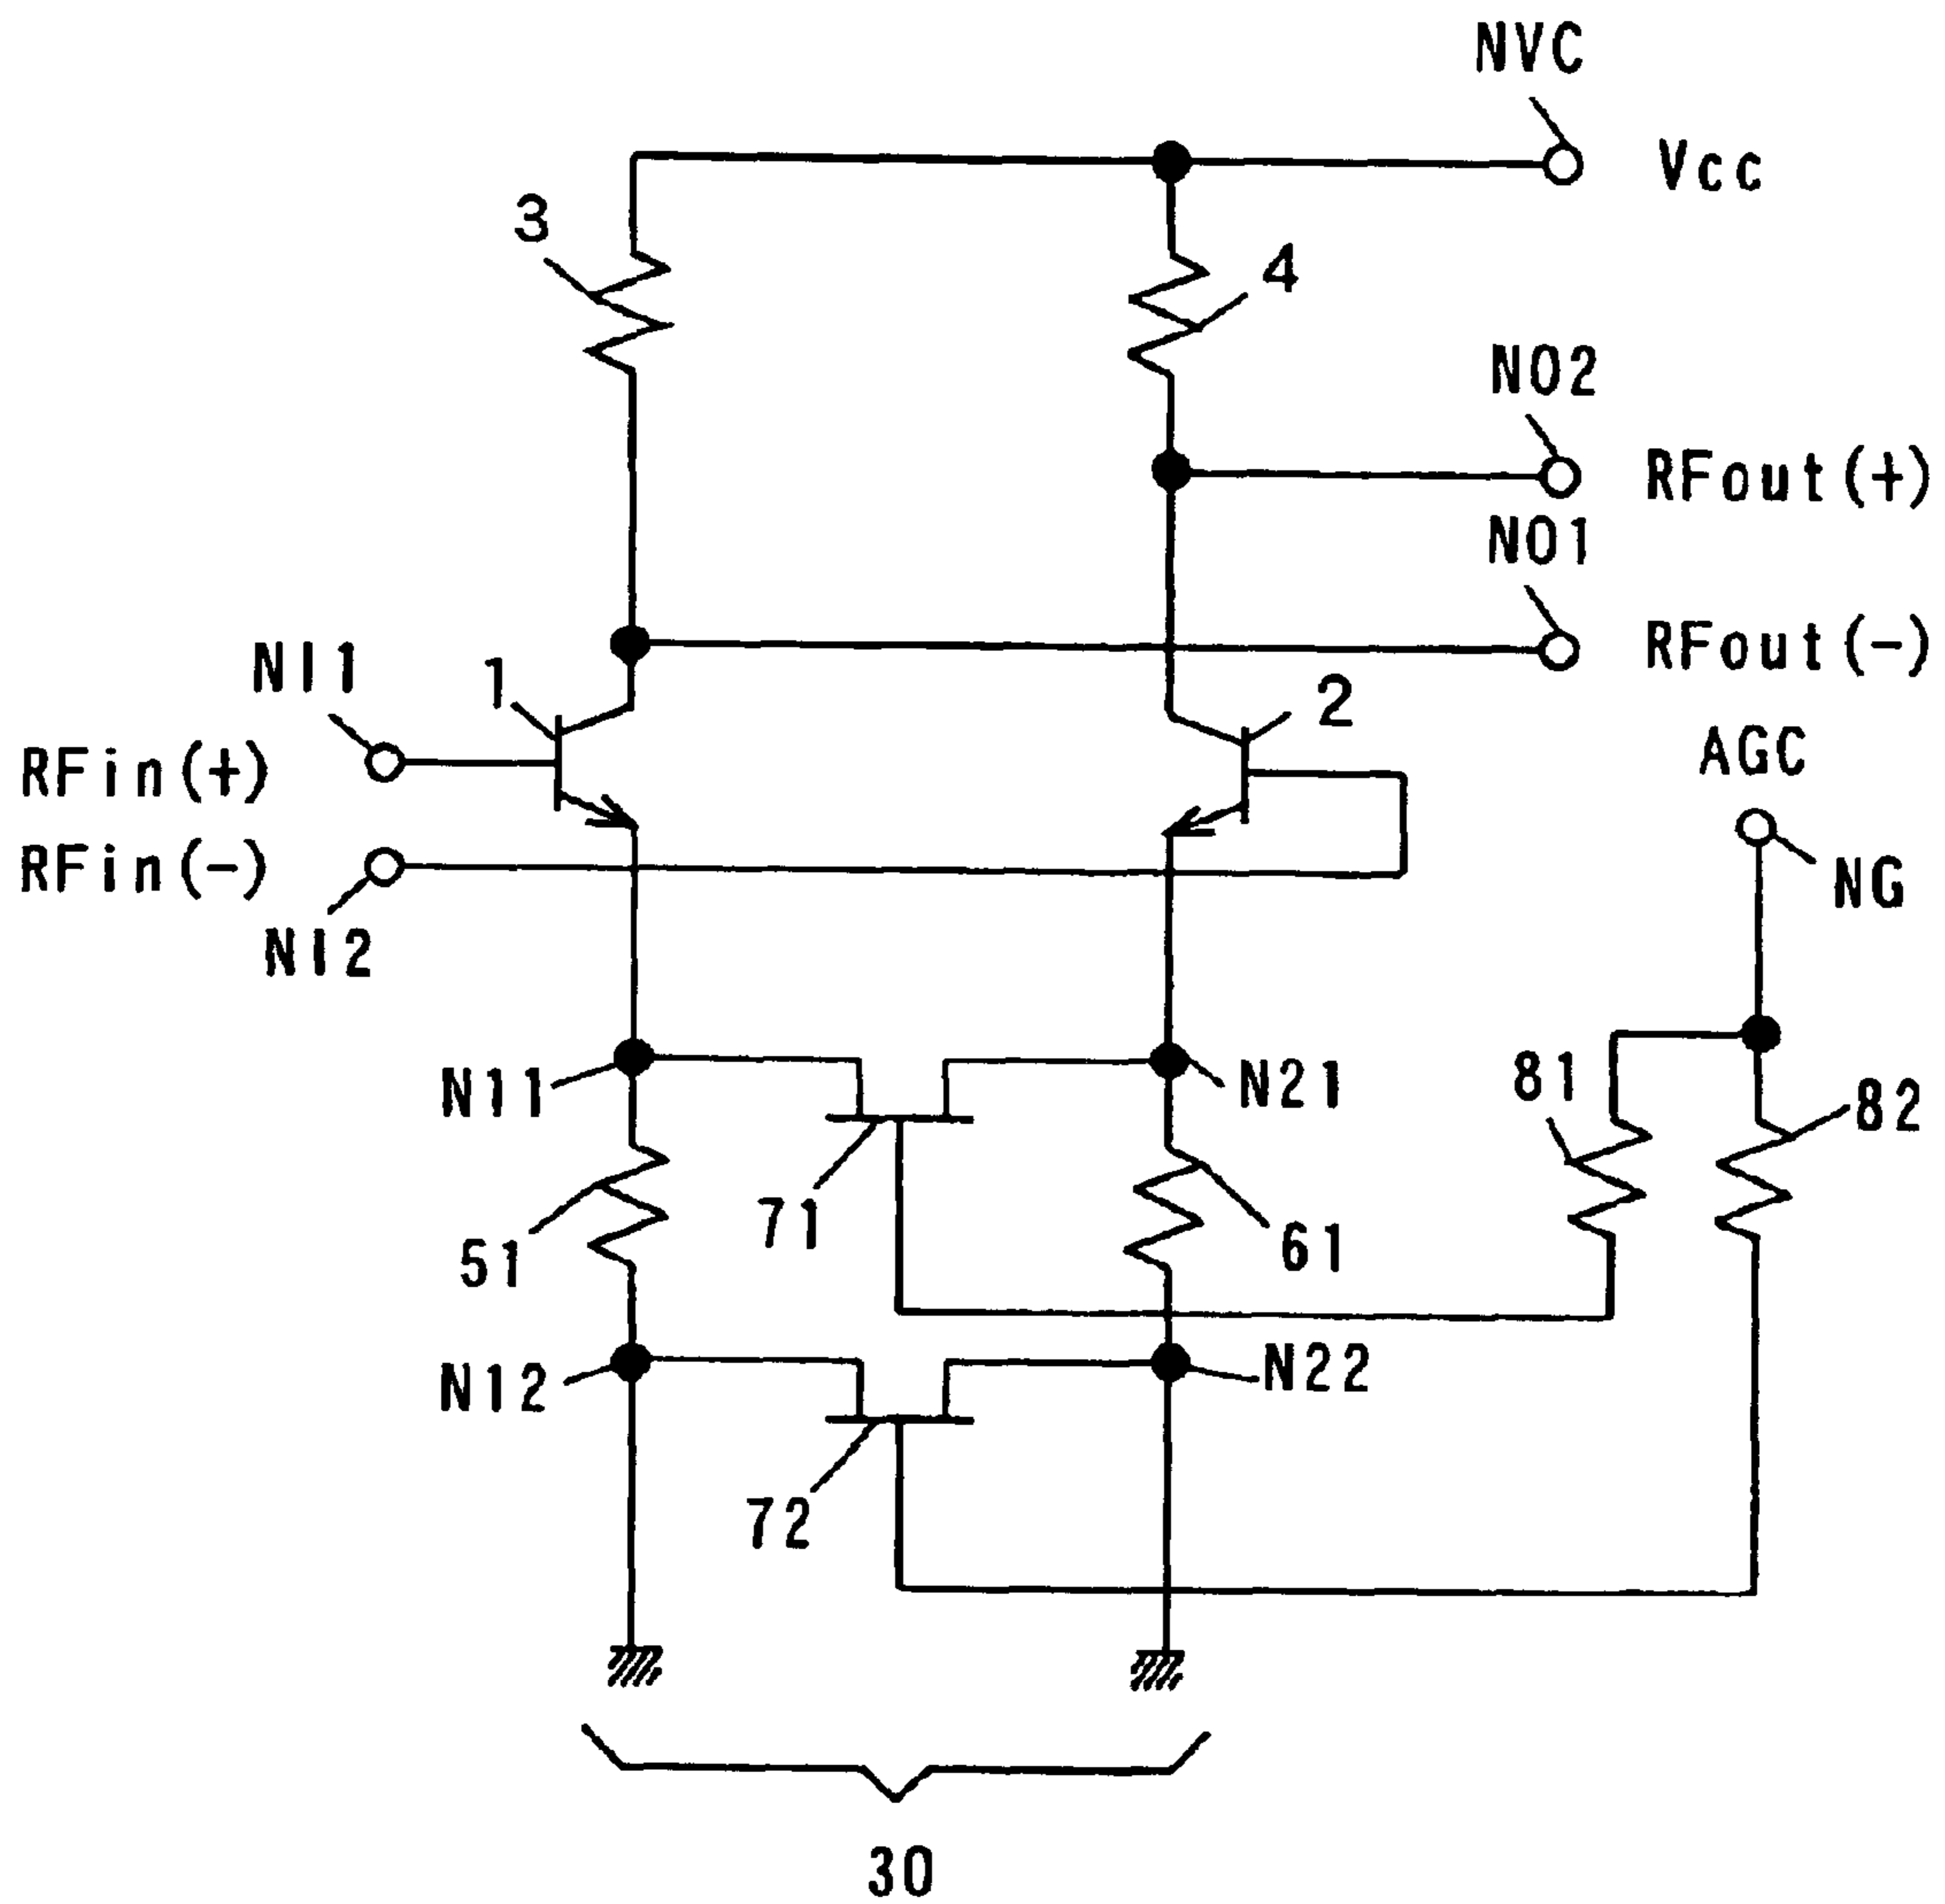 NVC
Vcc
3
4
NO2
RFout(+)
NO1
RFout(-)
NI1
1
2
AGC
RFin(+)
RFin(-)
NG
NI2
N11
N21
81
82
71
51
61
N12
N22
72
30